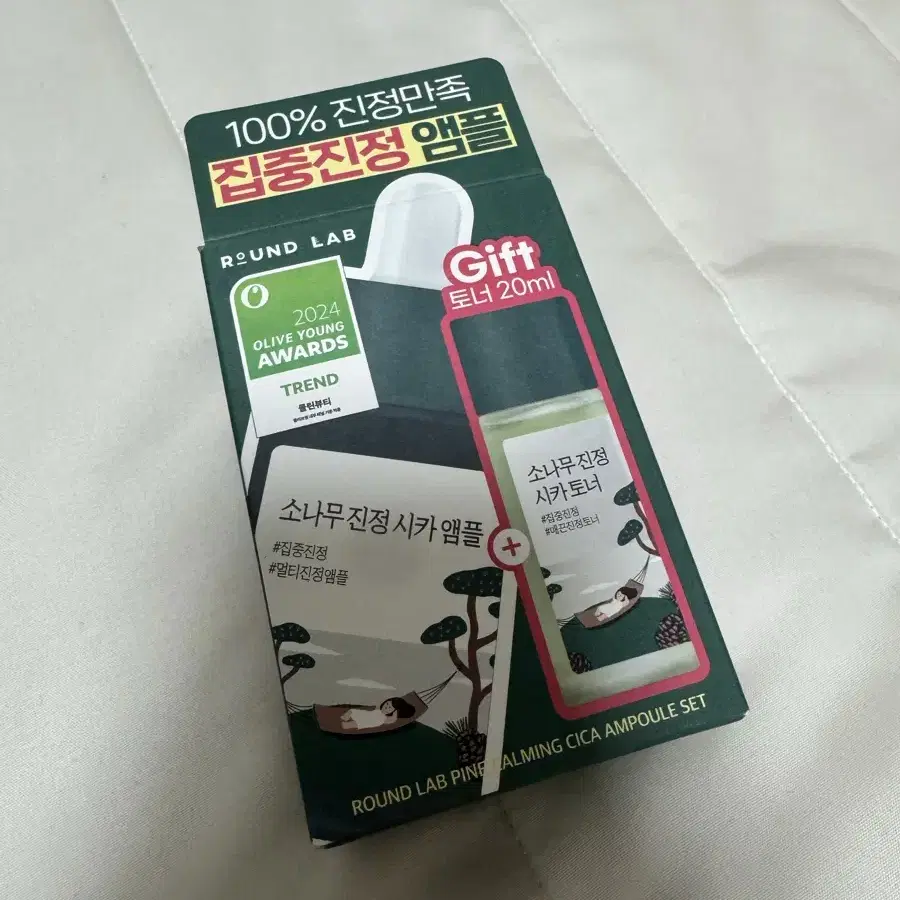 100% 진정만족
집중진정 앰플
ROUND LAB
2024
OLIVE YOUNG
AWARDS
TREND
클린뷰티
Gift
토너 20ml
소나무 진정 시카 앰플
#집중진정
#멀티진정앰플
+
소나무 진정
시카 토너
#집중진정
#매끈진정토너
ROUND LAB PINE CALMING CICA AMPOULE SET